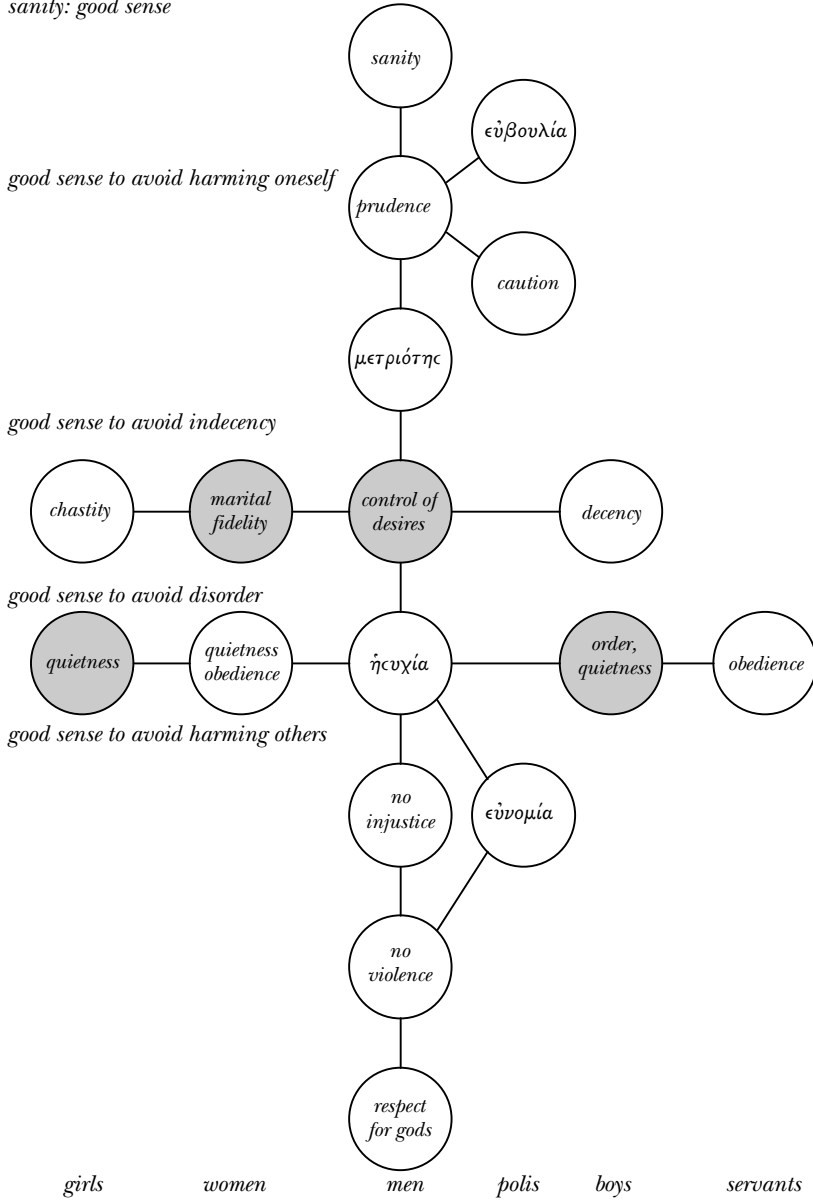 sanity: good sense
sanity
εὐβουλία
good sense to avoid harming oneself
prudence
caution
μετριότης
good sense to avoid indecency
chastity
marital
fidelity
control of
desires
decency
good sense to avoid disorder
quietness
quietness
obedience
ἡϲυχία
order,
quietness
obedience
good sense to avoid harming others
no
injustice
εὐνομία
no
violence
respect
for gods
girls women men polis boys servants